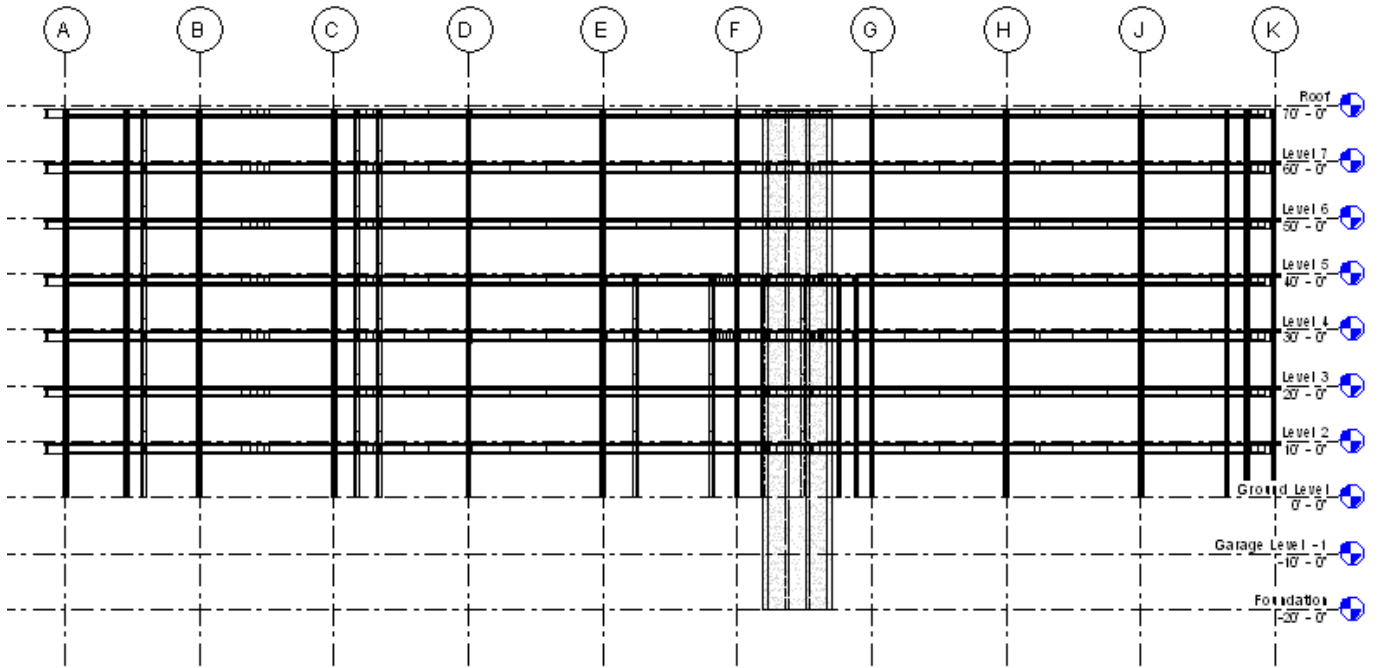 A B C D E F G H J K
Roof
70' - 0"
Level 7
60' - 0"
Level 6
50' - 0"
Level 5
40' - 0"
Level 4
30' - 0"
Level 3
20' - 0"
Level 2
10' - 0"
Ground Level
0' - 0"
Garage Level -1
-10' - 0"
Foundation
-20' - 0"